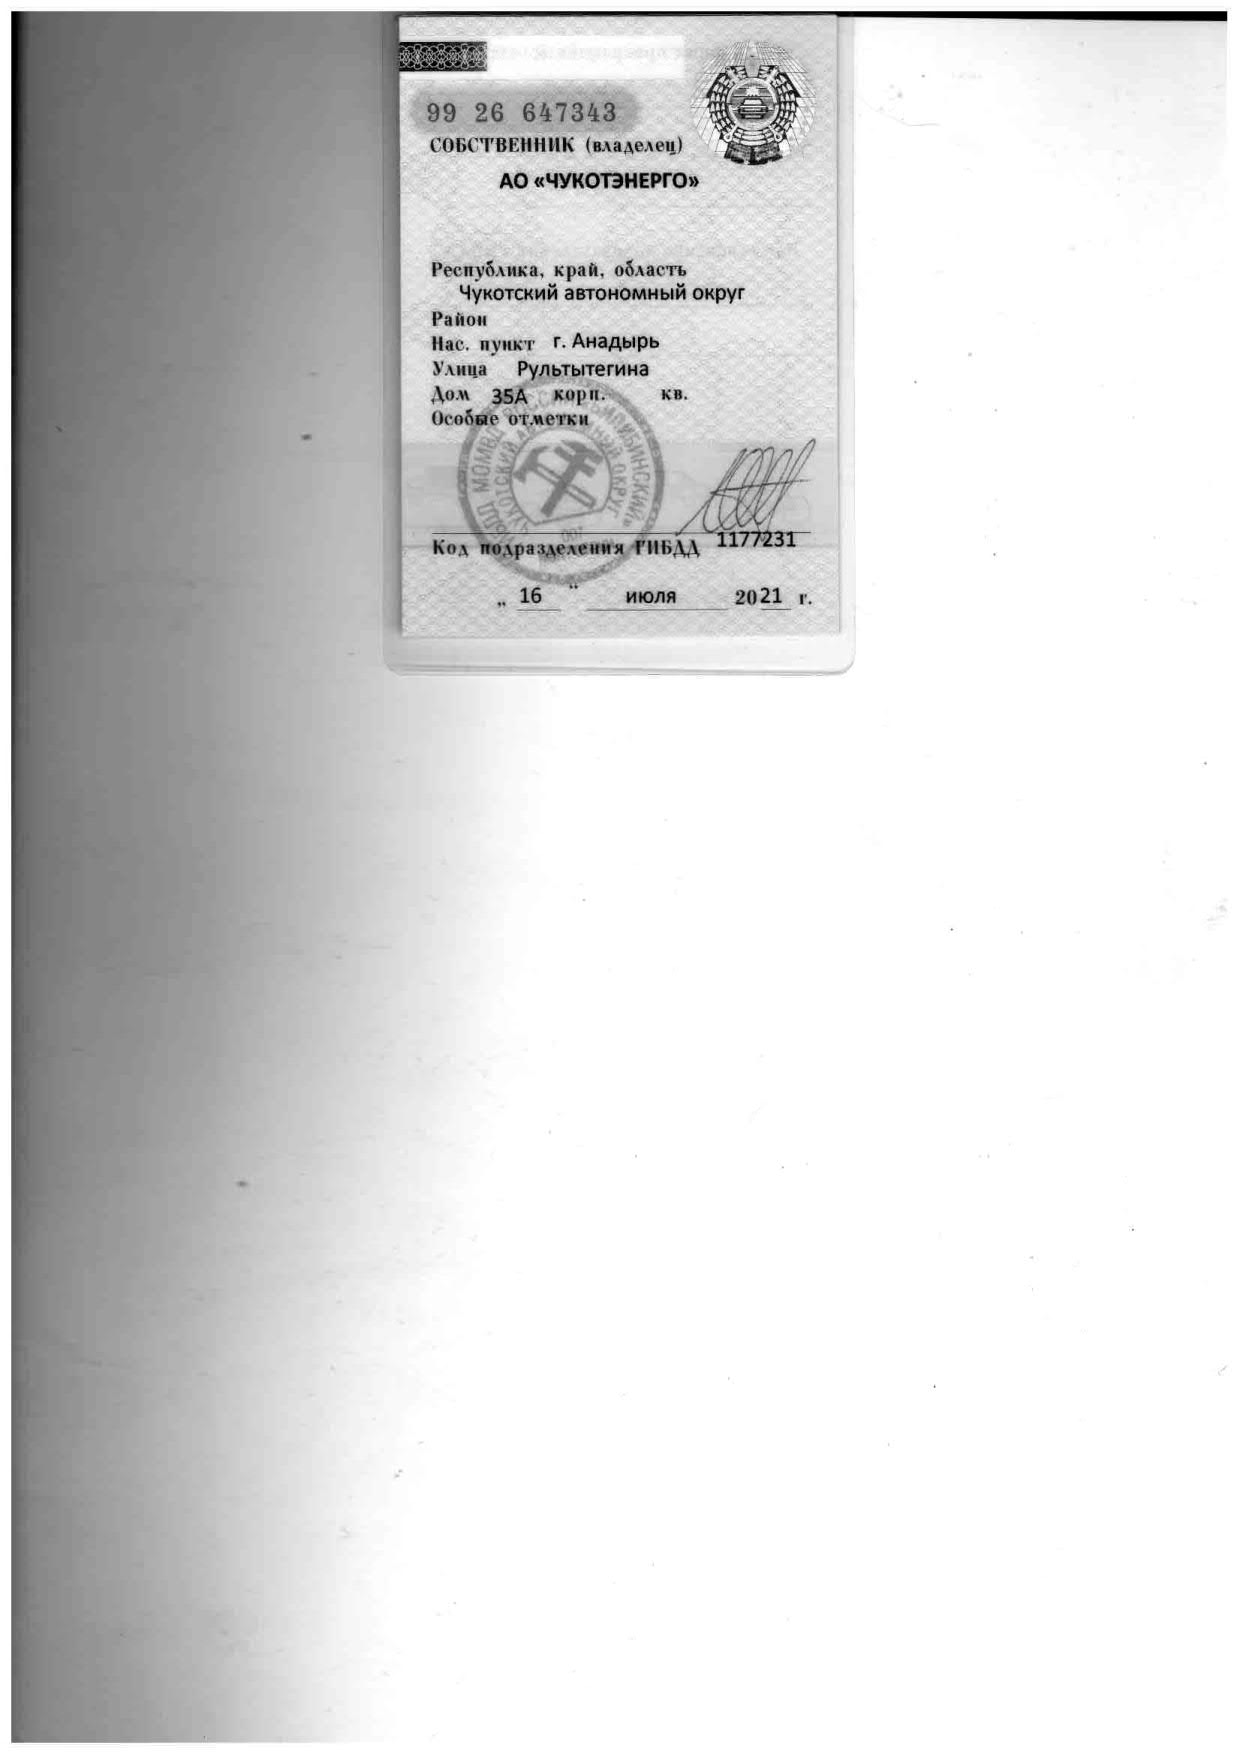 99 26 647343
СОБСТВЕННИК (владелец)
АО «ЧУКОТЭНЕРГО»
Республика, край, область
Чукотский автономный округ
Район
Нас. пункт г. Анадырь
Улица Рультытегина
Дом 35А корп. кв.
Особые отметки
Код подразделения ГИБДД 1177231
„ 16 “ июля 2021 г.